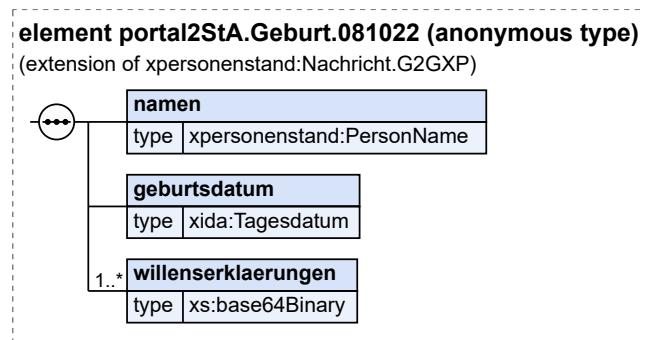 element portal2StA.Geburt.081022 (anonymous type)
(extension of xpersonenstand:Nachricht.G2GXP)
namen
type xpersonenstand:PersonName
geburtsdatum
type xida:Tagesdatum
1..* willenserklaerungen
type xs:base64Binary